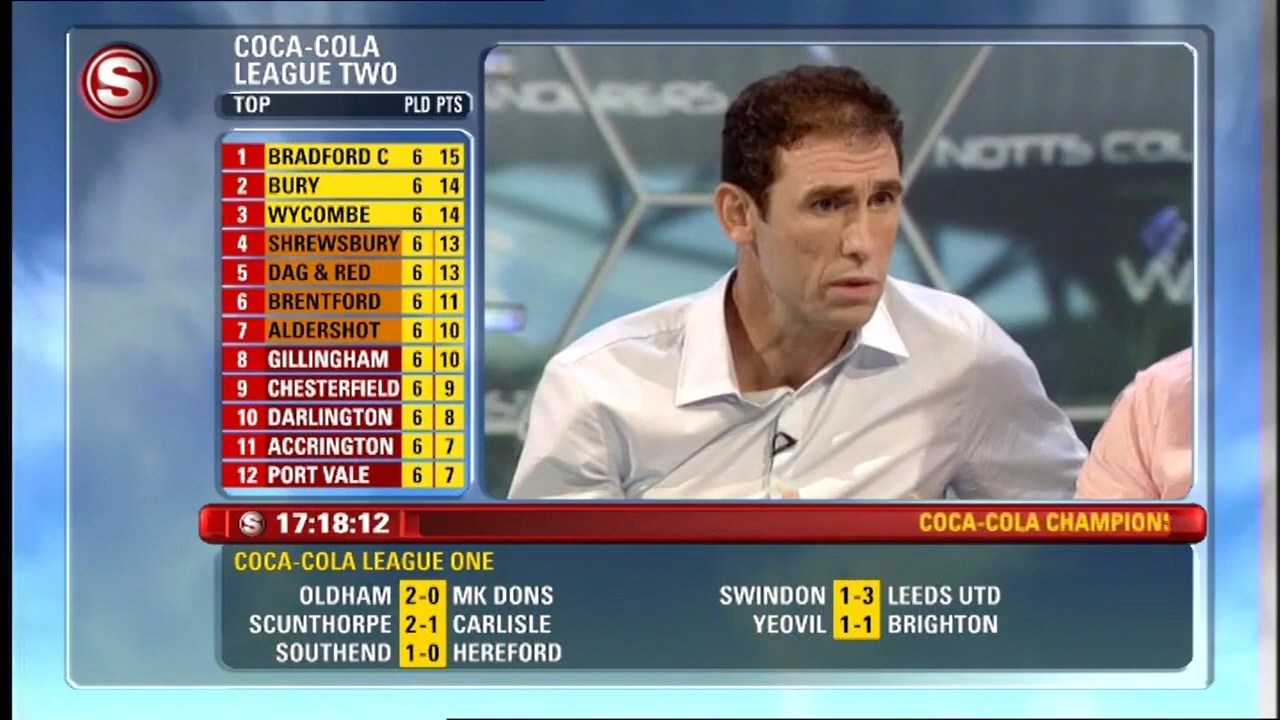 S
COCA-COLA
LEAGUE TWO
TOP PLD PTS
1 BRADFORD C 6 15
2 BURY 6 14
3 WYCOMBE 6 14
4 SHREWSBURY 6 13
5 DAG & RED 6 13
6 BRENTFORD 6 11
7 ALDERSHOT 6 10
8 GILLINGHAM 6 10
9 CHESTERFIELD 6 9
10 DARLINGTON 6 8
11 ACCRINGTON 6 7
12 PORT VALE 6 7
NDERERS
NOTTS COU
S 17:18:12 COCA-COLA CHAMPION
COCA-COLA LEAGUE ONE
OLDHAM 2-0 MK DONS
SCUNTHORPE 2-1 CARLISLE
SOUTHEND 1-0 HEREFORD
SWINDON 1-3 LEEDS UTD
YEOVIL 1-1 BRIGHTON